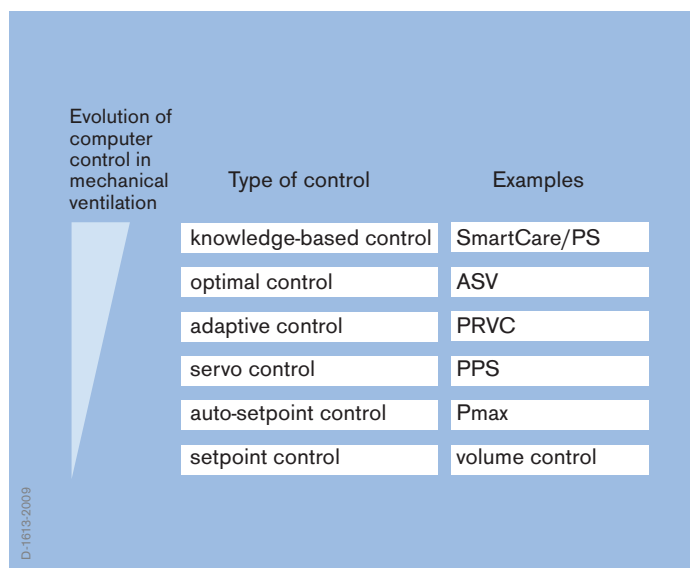 Evolution of
computer
control in
mechanical
ventilation
Type of control
Examples
knowledge-based control
SmartCare/PS
optimal control
ASV
adaptive control
PRVC
servo control
PPS
auto-setpoint control
Pmax
setpoint control
volume control
D-1613-2009